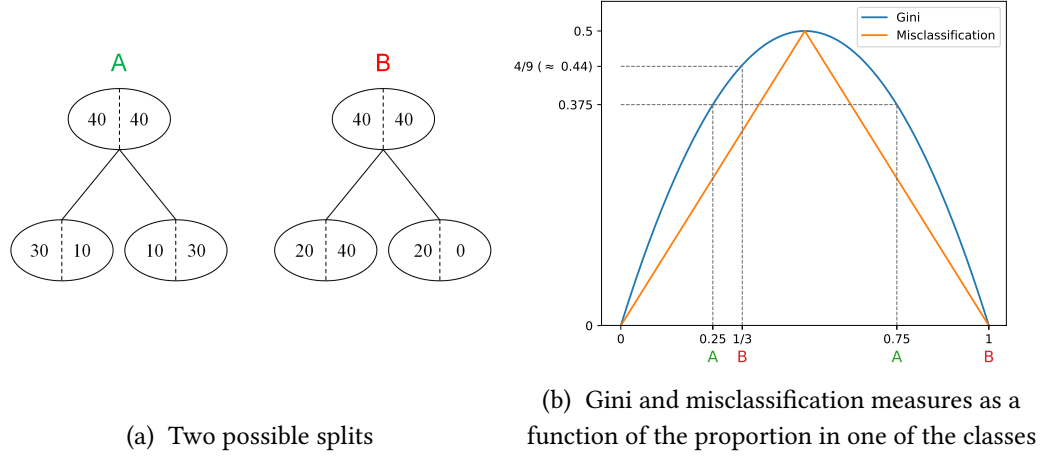 A
40 40
30 10
10 30
B
40 40
20 40
20 0
(a) Two possible splits
Gini
Misclassification
0.5
4/9 (≈ 0.44)
0.375
0
0 0.25 1/3 0.75 1
A B A B
(b) Gini and misclassification measures as a
function of the proportion in one of the classes